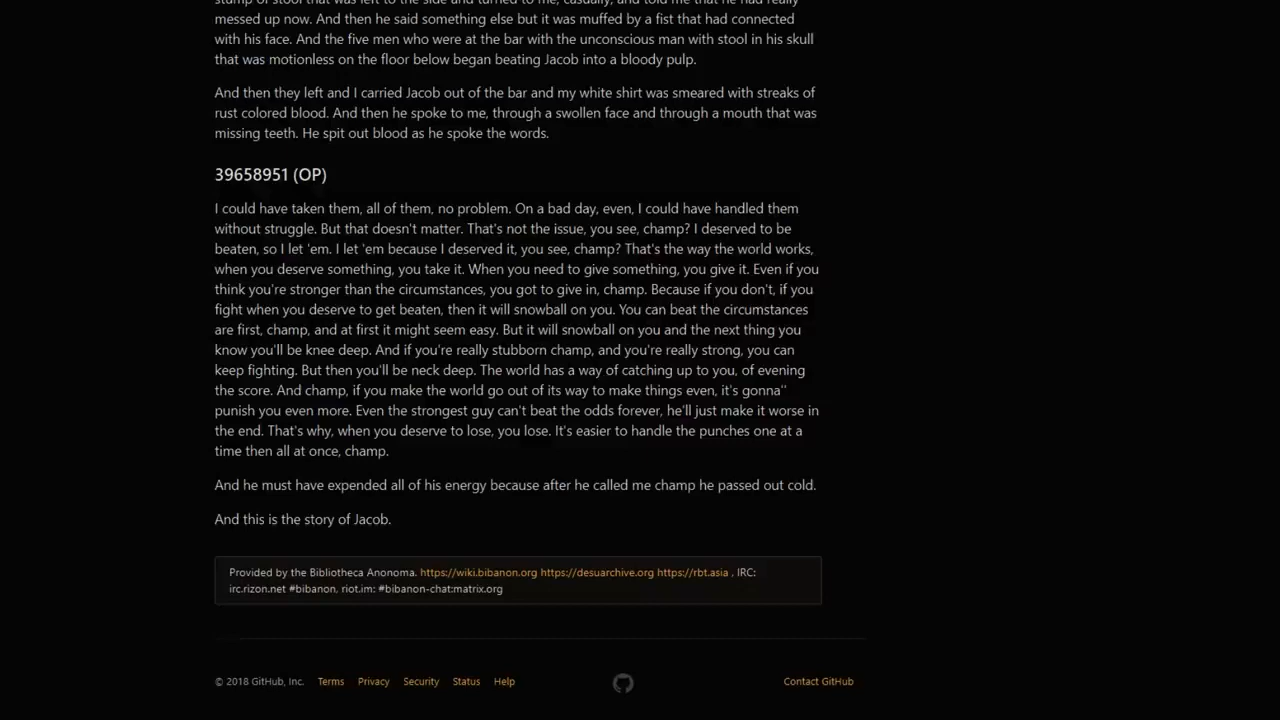 stump of stool that was left to the side and turned to me, casually, and told me that he had really
messed up now. And then he said something else but it was muffed by a fist that had connected
with his face. And the five men who were at the bar with the unconscious man with stool in his skull
that was motionless on the floor below began beating Jacob into a bloody pulp.
And then they left and I carried Jacob out of the bar and my white shirt was smeared with streaks of
rust colored blood. And then he spoke to me, through a swollen face and through a mouth that was
missing teeth. He spit out blood as he spoke the words.
39658951 (OP)
I could have taken them, all of them, no problem. On a bad day, even, I could have handled them
without struggle. But that doesn't matter. That's not the issue, you see, champ? I deserved to be
beaten, so I let 'em. I let 'em because I deserved it, you see, champ? That's the way the world works,
when you deserve something, you take it. When you need to give something, you give it. Even if you
think you're stronger than the circumstances, you got to give in, champ. Because if you don't, if you
fight when you deserve to get beaten, then it will snowball on you. You can beat the circumstances
are first, champ, and at first it might seem easy. But it will snowball on you and the next thing you
know you'll be knee deep. And if you're really stubborn champ, and you're really strong, you can
keep fighting. But then you'll be neck deep. The world has a way of catching up to you, of evening
the score. And champ, if you make the world go out of its way to make things even, it's gonna''
punish you even more. Even the strongest guy can't beat the odds forever, he'll just make it worse in
the end. That's why, when you deserve to lose, you lose. It's easier to handle the punches one at a
time then all at once, champ.
And he must have expended all of his energy because after he called me champ he passed out cold.
And this is the story of Jacob.
Provided by the Bibliotheca Anonoma. https://wiki.bibanon.org https://desuarchive.org https://rbt.asia , IRC:
irc.rizon.net #bibanon, riot.im: #bibanon-chat:matrix.org
© 2018 GitHub, Inc. Terms Privacy Security Status Help Contact GitHub